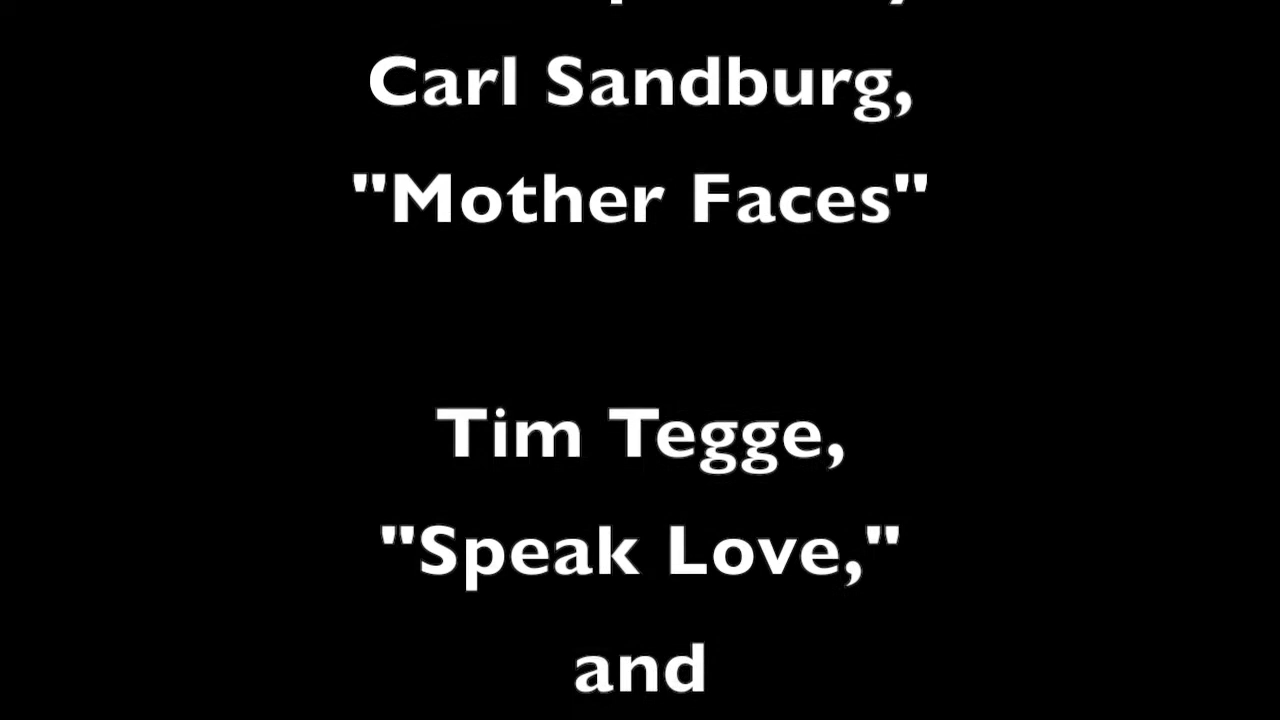 Carl Sandburg,
"Mother Faces"
Tim Tegge,
"Speak Love,"
and